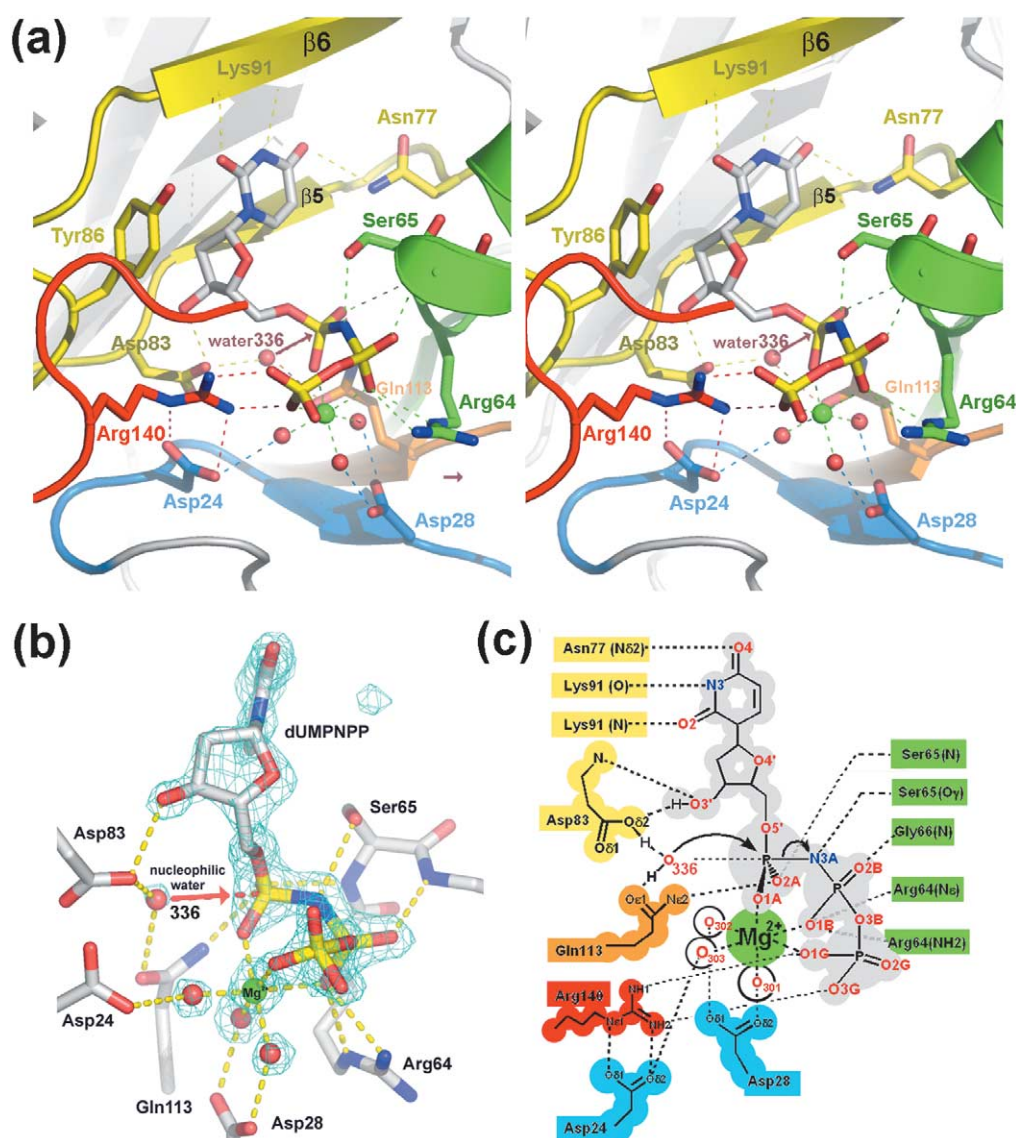 (a)
β6
Lys91
Asn77
β5
Ser65
Tyr86
water336
Asp83
Gln113
Arg140
Arg64
Asp24
Asp28
β6
Lys91
Asn77
β5
Ser65
Tyr86
water336
Asp83
Gln113
Arg140
Arg64
Asp24
Asp28
(b)
dUMPNPP
Ser65
Asp83
nucleophilic
water
336
Mg
Asp24
Arg64
Gln113
Asp28
(c)
Asn77 (Nδ2)
O4
Lys91 (O)
N3
Lys91 (N)
O2
O4'
Ser65(N)
N
H
O3'
Ser65(Oγ)
Asp83
Oδ2
Oδ1
H
O5'
Gly66(N)
O336
P
N3A
H
O2A
O2B
O1A
P
Arg64(Nε)
Oε1
Nε2
O302
Mg2+
O1B
O3B
Gln113
O303
Arg64(NH2)
O1G
P
O2G
O301
O3G
Arg140
NH1
NεI
NH2
Oδ1
Oδ2
Oδ1
Oδ2
Asp28
Asp24